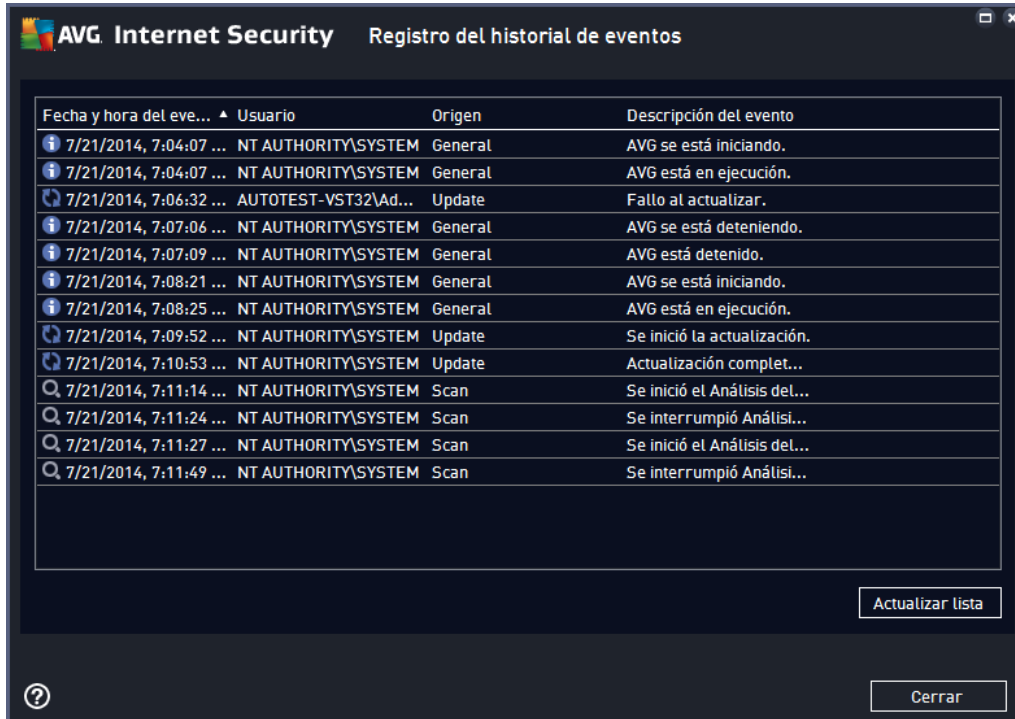 AVG. Internet Security Registro del historial de eventos
Fecha y hora del eve... Usuario Origen Descripción del evento
7/21/2014, 7:04:07 ... NT AUTHORITY\SYSTEM General AVG se está iniciando.
7/21/2014, 7:04:07 ... NT AUTHORITY\SYSTEM General AVG está en ejecución.
7/21/2014, 7:06:32 ... AUTOTEST-VST32\Ad... Update Fallo al actualizar.
7/21/2014, 7:07:06 ... NT AUTHORITY\SYSTEM General AVG se está deteniendo.
7/21/2014, 7:07:09 ... NT AUTHORITY\SYSTEM General AVG está detenido.
7/21/2014, 7:08:21 ... NT AUTHORITY\SYSTEM General AVG se está iniciando.
7/21/2014, 7:08:25 ... NT AUTHORITY\SYSTEM General AVG está en ejecución.
7/21/2014, 7:09:52 ... NT AUTHORITY\SYSTEM Update Se inició la actualización.
7/21/2014, 7:10:53 ... NT AUTHORITY\SYSTEM Update Actualización complet...
7/21/2014, 7:11:14 ... NT AUTHORITY\SYSTEM Scan Se inició el Análisis del...
7/21/2014, 7:11:24 ... NT AUTHORITY\SYSTEM Scan Se interrumpió Análisi...
7/21/2014, 7:11:27 ... NT AUTHORITY\SYSTEM Scan Se inició el Análisis del...
7/21/2014, 7:11:49 ... NT AUTHORITY\SYSTEM Scan Se interrumpió Análisi...
Actualizar lista
Cerrar